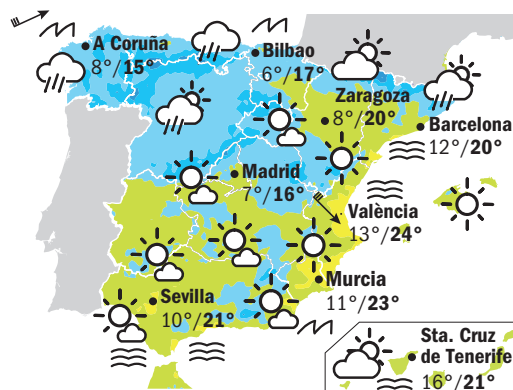 A Coruña
8°/15°
Bilbao
6°/17°
Zaragoza
8°/20°
Barcelona
12°/20°
Madrid
7°/16°
València
13°/24°
Murcia
11°/23°
Sevilla
10°/21°
Sta. Cruz
de Tenerife
16°/21°